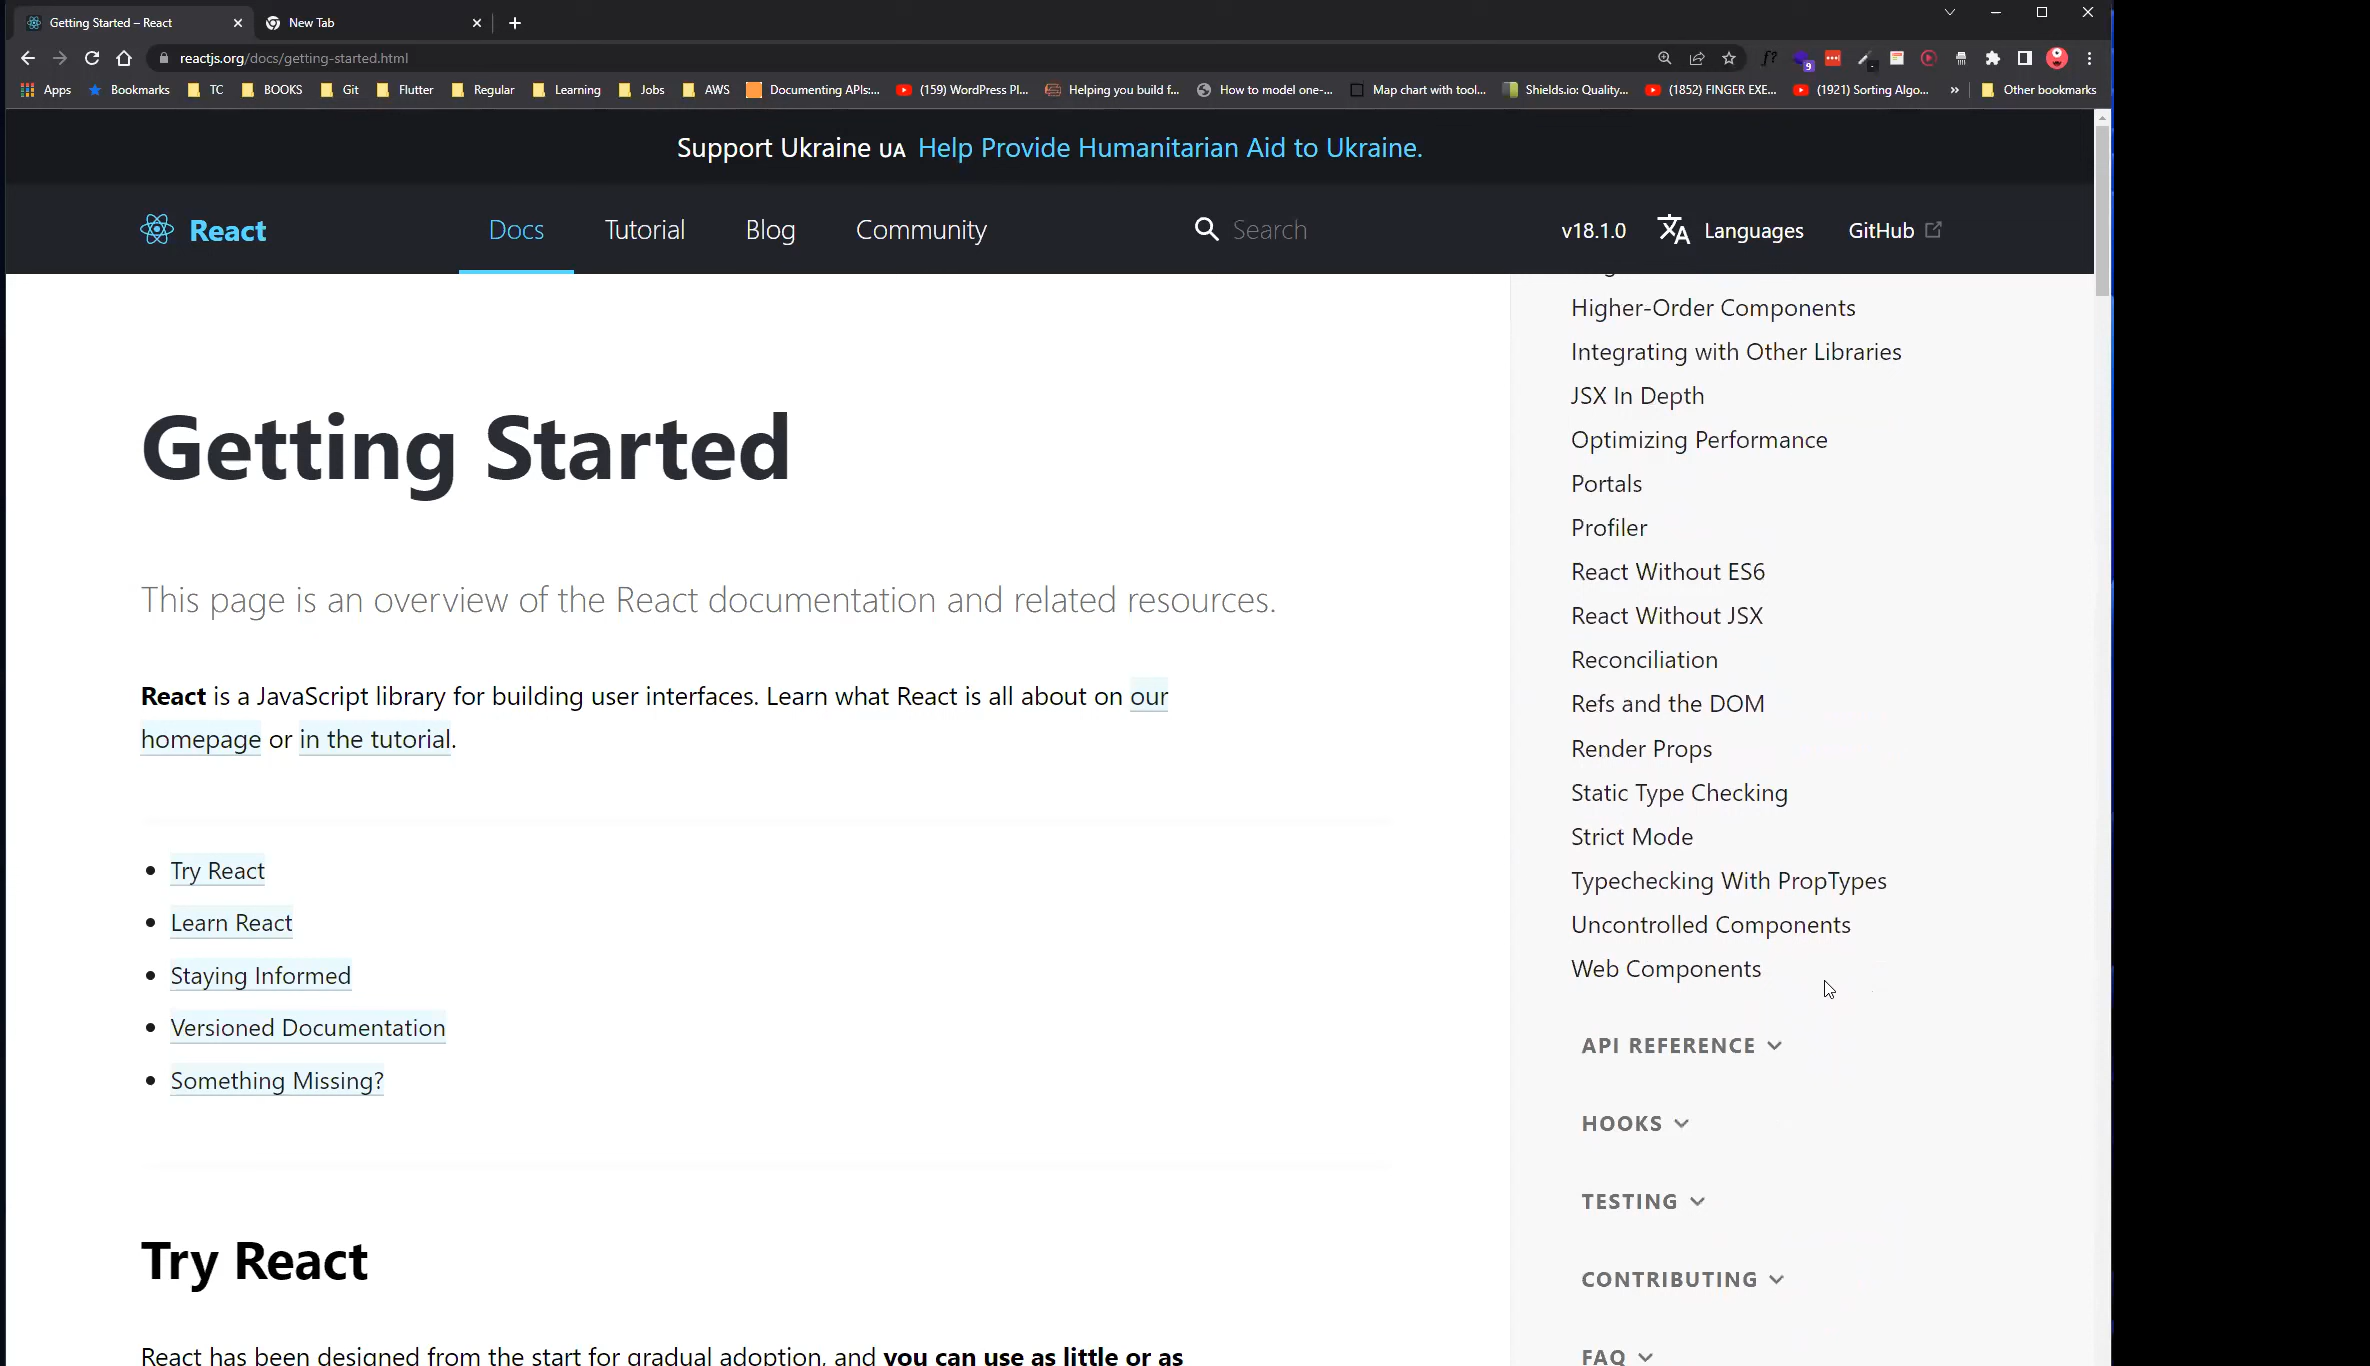 Getting Started – React
New Tab
reactjs.org/docs/getting-started.html
Apps
Bookmarks
TC
BOOKS
Git
Flutter
Regular
Learning
Jobs
AWS
Documenting APIs:...
(159) WordPress Pl...
Helping you build f...
How to model one-...
Map chart with tool...
Shields.io: Quality...
(1852) FINGER EXE...
(1921) Sorting Algo...
»
Other bookmarks
9
Support Ukraine UA Help Provide Humanitarian Aid to Ukraine.
React
Docs
Tutorial
Blog
Community
Search
v18.1.0
Languages
GitHub
Getting Started
This page is an overview of the React documentation and related resources.
React is a JavaScript library for building user interfaces. Learn what React is all about on our
homepage or in the tutorial.
• Try React
• Learn React
• Staying Informed
• Versioned Documentation
• Something Missing?
Try React
React has been designed from the start for gradual adoption, and you can use as little or as
Higher-Order Components
Integrating with Other Libraries
JSX In Depth
Optimizing Performance
Portals
Profiler
React Without ES6
React Without JSX
Reconciliation
Refs and the DOM
Render Props
Static Type Checking
Strict Mode
Typechecking With PropTypes
Uncontrolled Components
Web Components
API REFERENCE
HOOKS
TESTING
CONTRIBUTING
FAQ